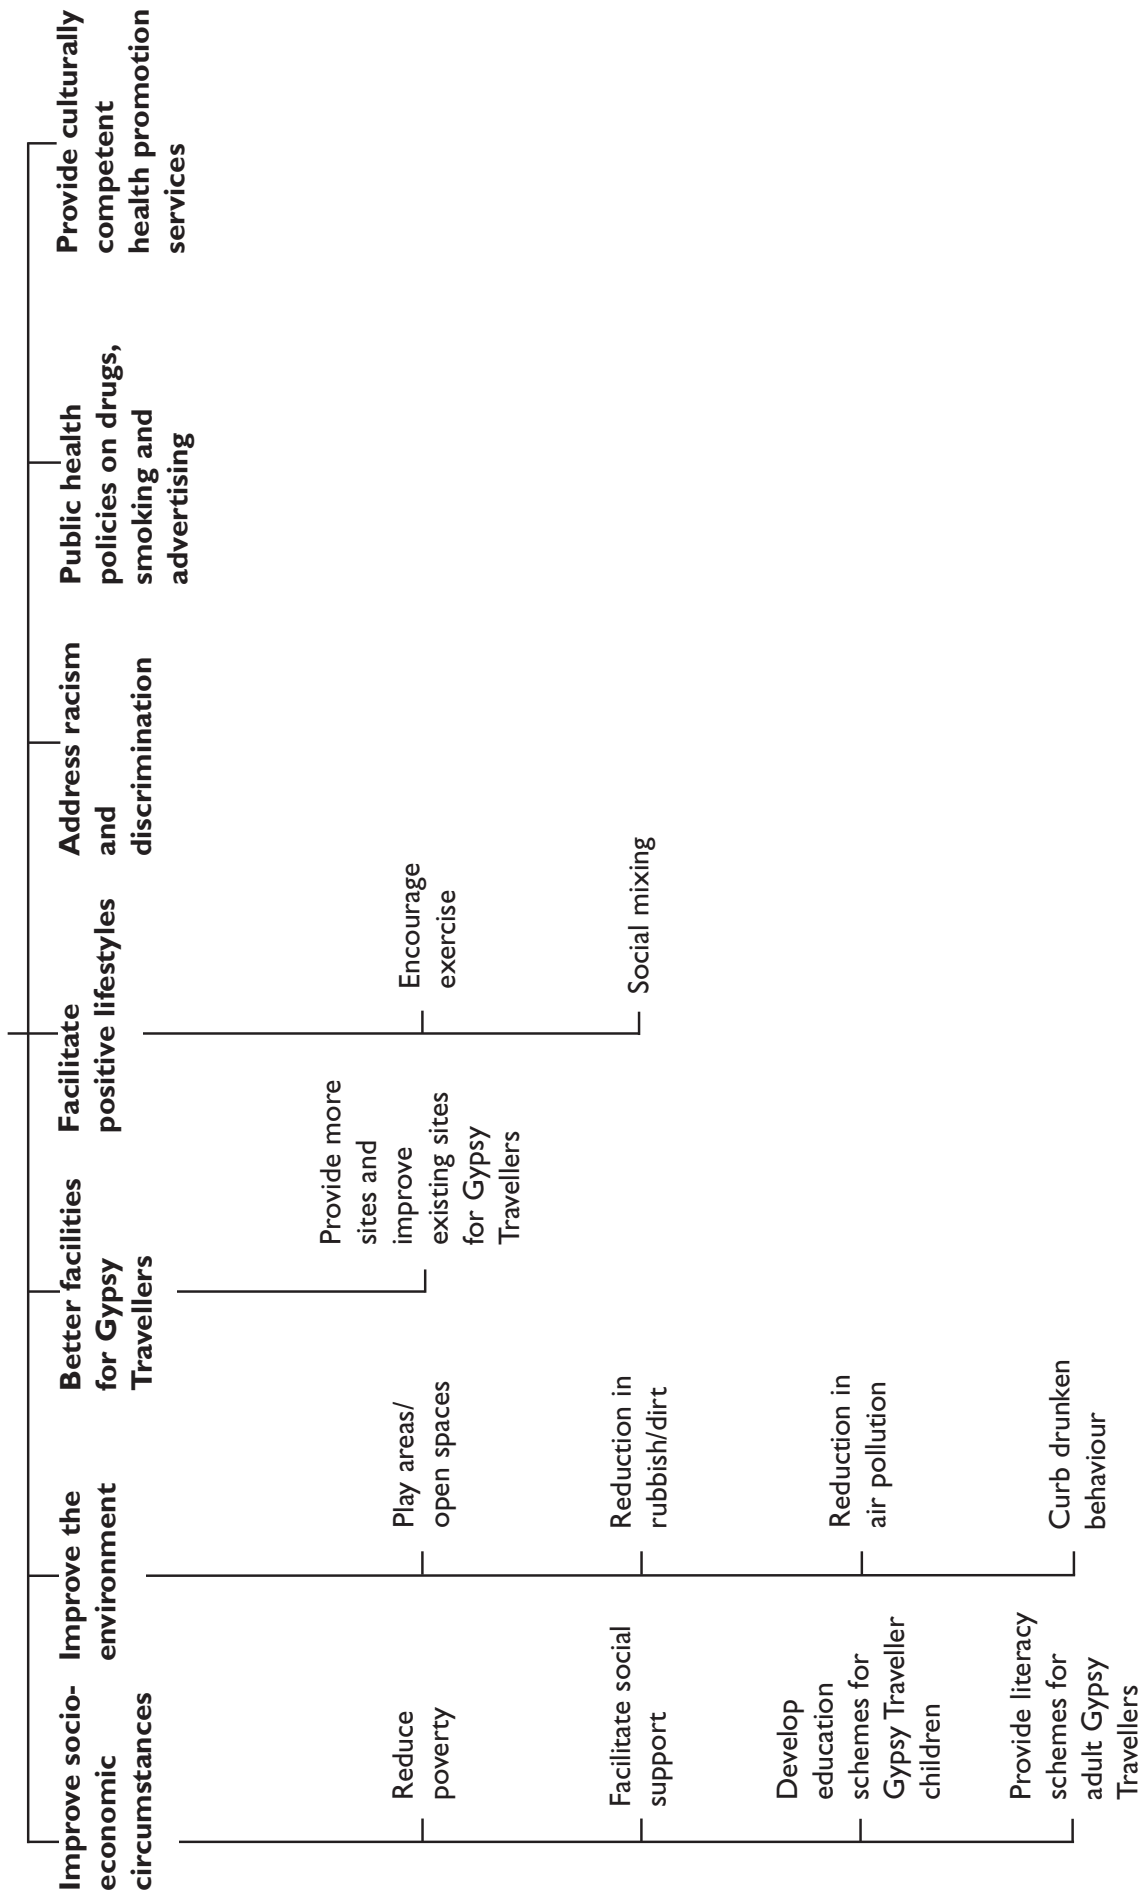 Improve socio-
economic
circumstances
Reduce
poverty
Facilitate social
support
Develop
education
schemes for
Gypsy Traveller
children
Provide literacy
schemes for
adult Gypsy
Travellers
Improve the
environment
Play areas/
open spaces
Reduction in
rubbish/dirt
Reduction in
air pollution
Curb drunken
behaviour
Better facilities
for Gypsy
Travellers
Provide more
sites and
improve
existing sites
for Gypsy
Travellers
Facilitate
positive lifestyles
Encourage
exercise
Social mixing
Address racism
and
discrimination
Public health
policies on drugs,
smoking and
advertising
Provide culturally
competent
health promotion
services